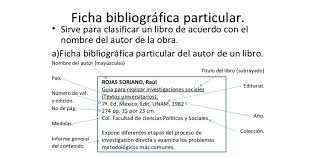 Ficha bibliográfica particular.
• Sirve para clasificar un libro de acuerdo con el
nombre del autor de la obra.
a)Ficha bibliográfica particular del autor de un libro.
Nombre del autor (mayúsculas)
Título del libro (subrayado)
País
ROJAS SORIANO, Raúl
Guía para realizar investigaciones sociales
(Textos universitarios),
Editorial.
Número de vol.
y edición.
7ª. Ed. México, Edit. UNAM, 1982
No de pág.
274 pp. 15 por 23 cm.
Año.
Col. Facultad de ciencias Políticas y Sociales
Medidas.
Colección.
Informe general
del contenido.
Expone diferentes etapas del proceso de
investigación directa y examina los problemas
metodológicos más comunes.